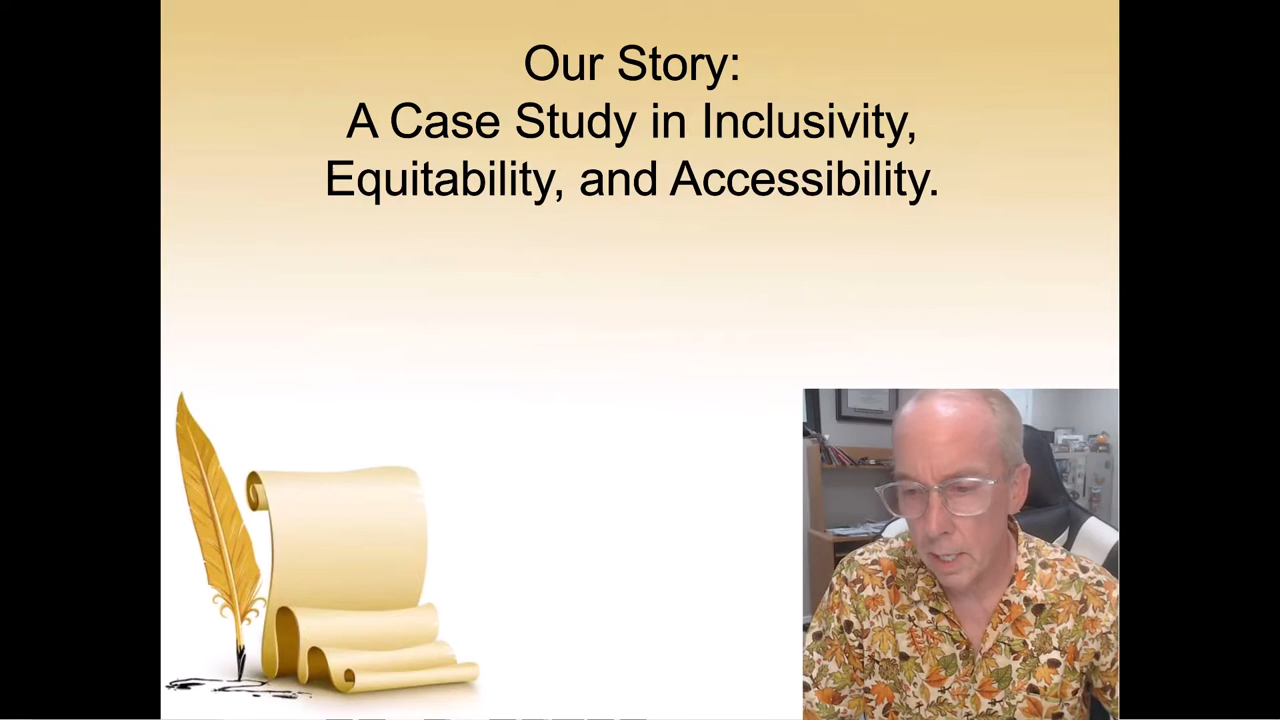 Our Story:
A Case Study in Inclusivity,
Equitability, and Accessibility.